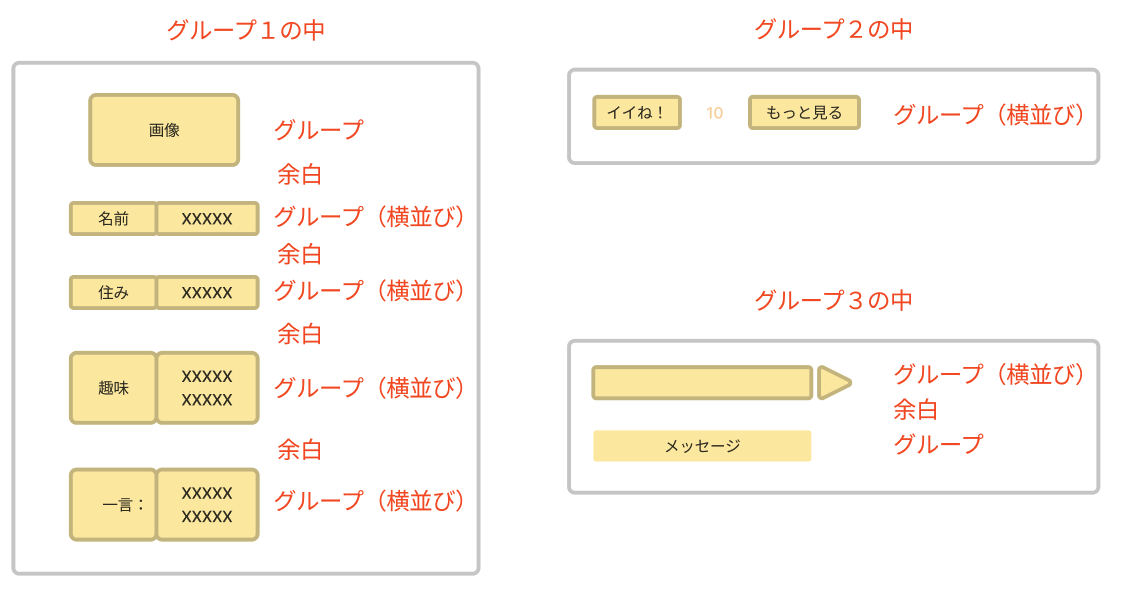 グループ１の中
画像
グループ
余白
名前 XXXXX グループ（横並び）
余白
住み XXXXX グループ（横並び）
余白
趣味 XXXXX XXXXX グループ（横並び）
余白
一言： XXXXX XXXXX グループ（横並び）
グループ２の中
イイね！ 10 もっと見る グループ（横並び）
グループ３の中
グループ（横並び）
余白
メッセージ グループ